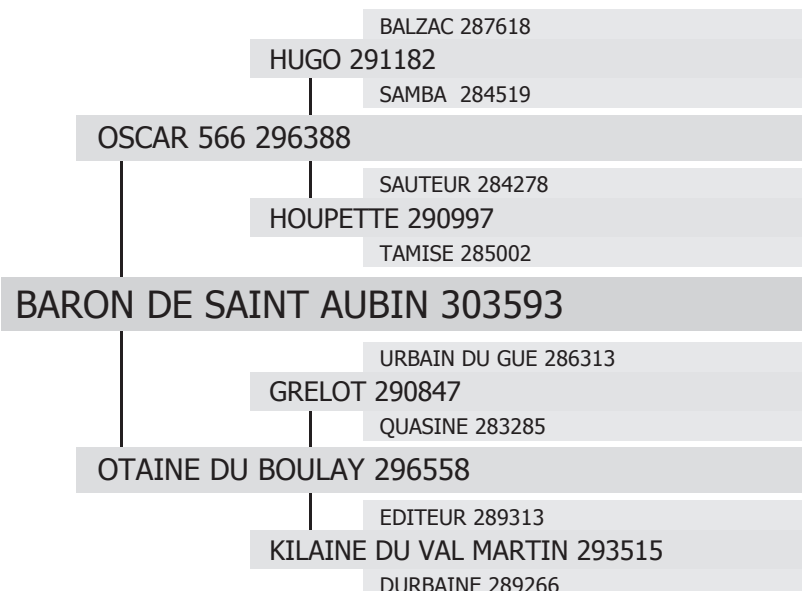 BALZAC 287618
HUGO 291182
SAMBA 284519
OSCAR 566 296388
SAUTEUR 284278
HOUPETTE 290997
TAMISE 285002
BARON DE SAINT AUBIN 303593
URBAIN DU GUE 286313
GRELOT 290847
QUASINE 283285
OTAINE DU BOULAY 296558
EDITEUR 289313
KILAINE DU VAL MARTIN 293515
DURBAINE 289266